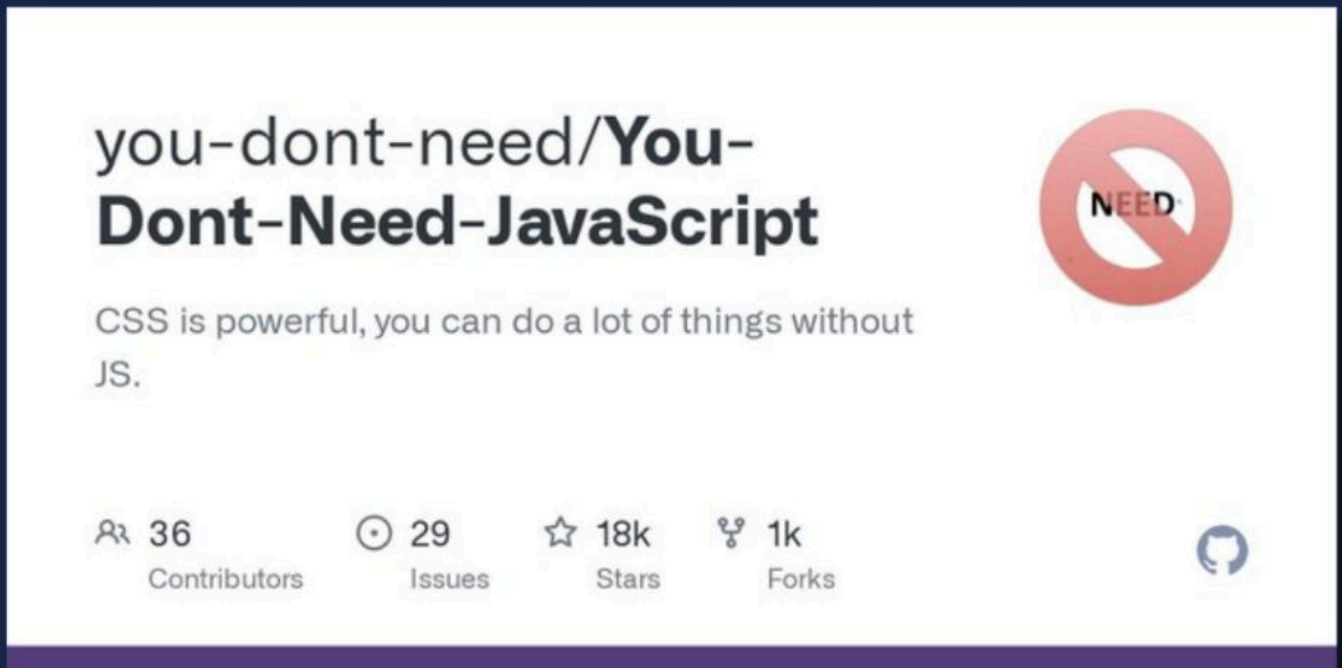 you-dont-need/You-
Dont-Need-JavaScript
NEED
CSS is powerful, you can do a lot of things without
JS.
36
Contributors
29
Issues
18k
Stars
1k
Forks